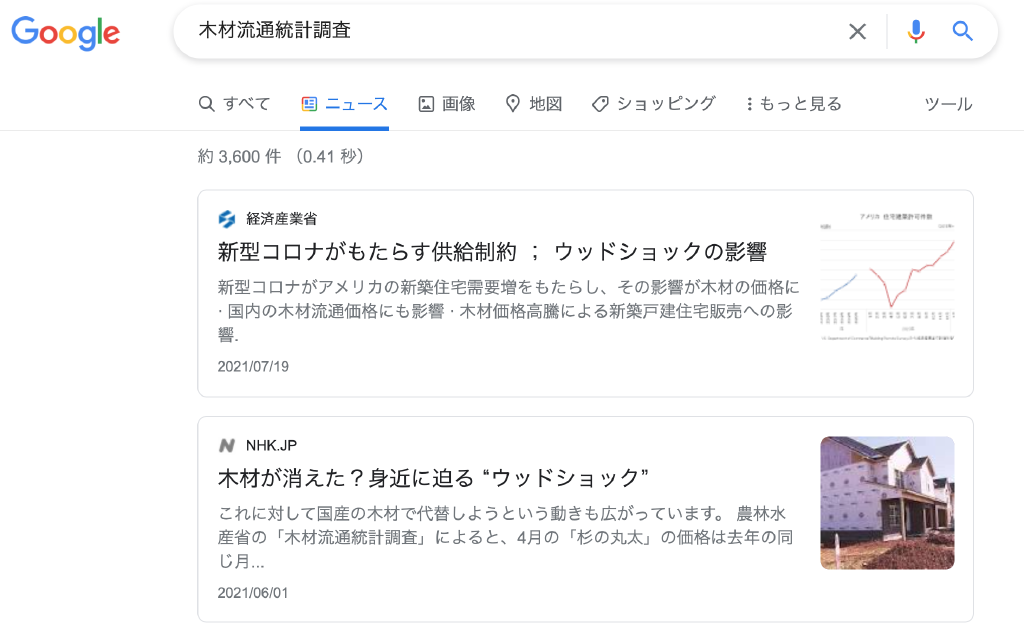 Google
木材流通統計調査
すべて ニュース 画像 地図 ショッピング もっと見る ツール
約 3,600 件 （0.41 秒）
経済産業省
新型コロナがもたらす供給制約 ； ウッドショックの影響
新型コロナがアメリカの新築住宅需要増をもたらし、その影響が木材の価格に
· 国内の木材流通価格にも影響 · 木材価格高騰による新築戸建住宅販売への影
響.
2021/07/19
アメリカ 住宅建築許可件数
NHK.JP
木材が消えた？身近に迫る “ウッドショック”
これに対して国産の木材で代替しようという動きも広がっています。 農林水
産省の「木材流通統計調査」によると、4月の「杉の丸太」の価格は去年の同
じ月...
2021/06/01